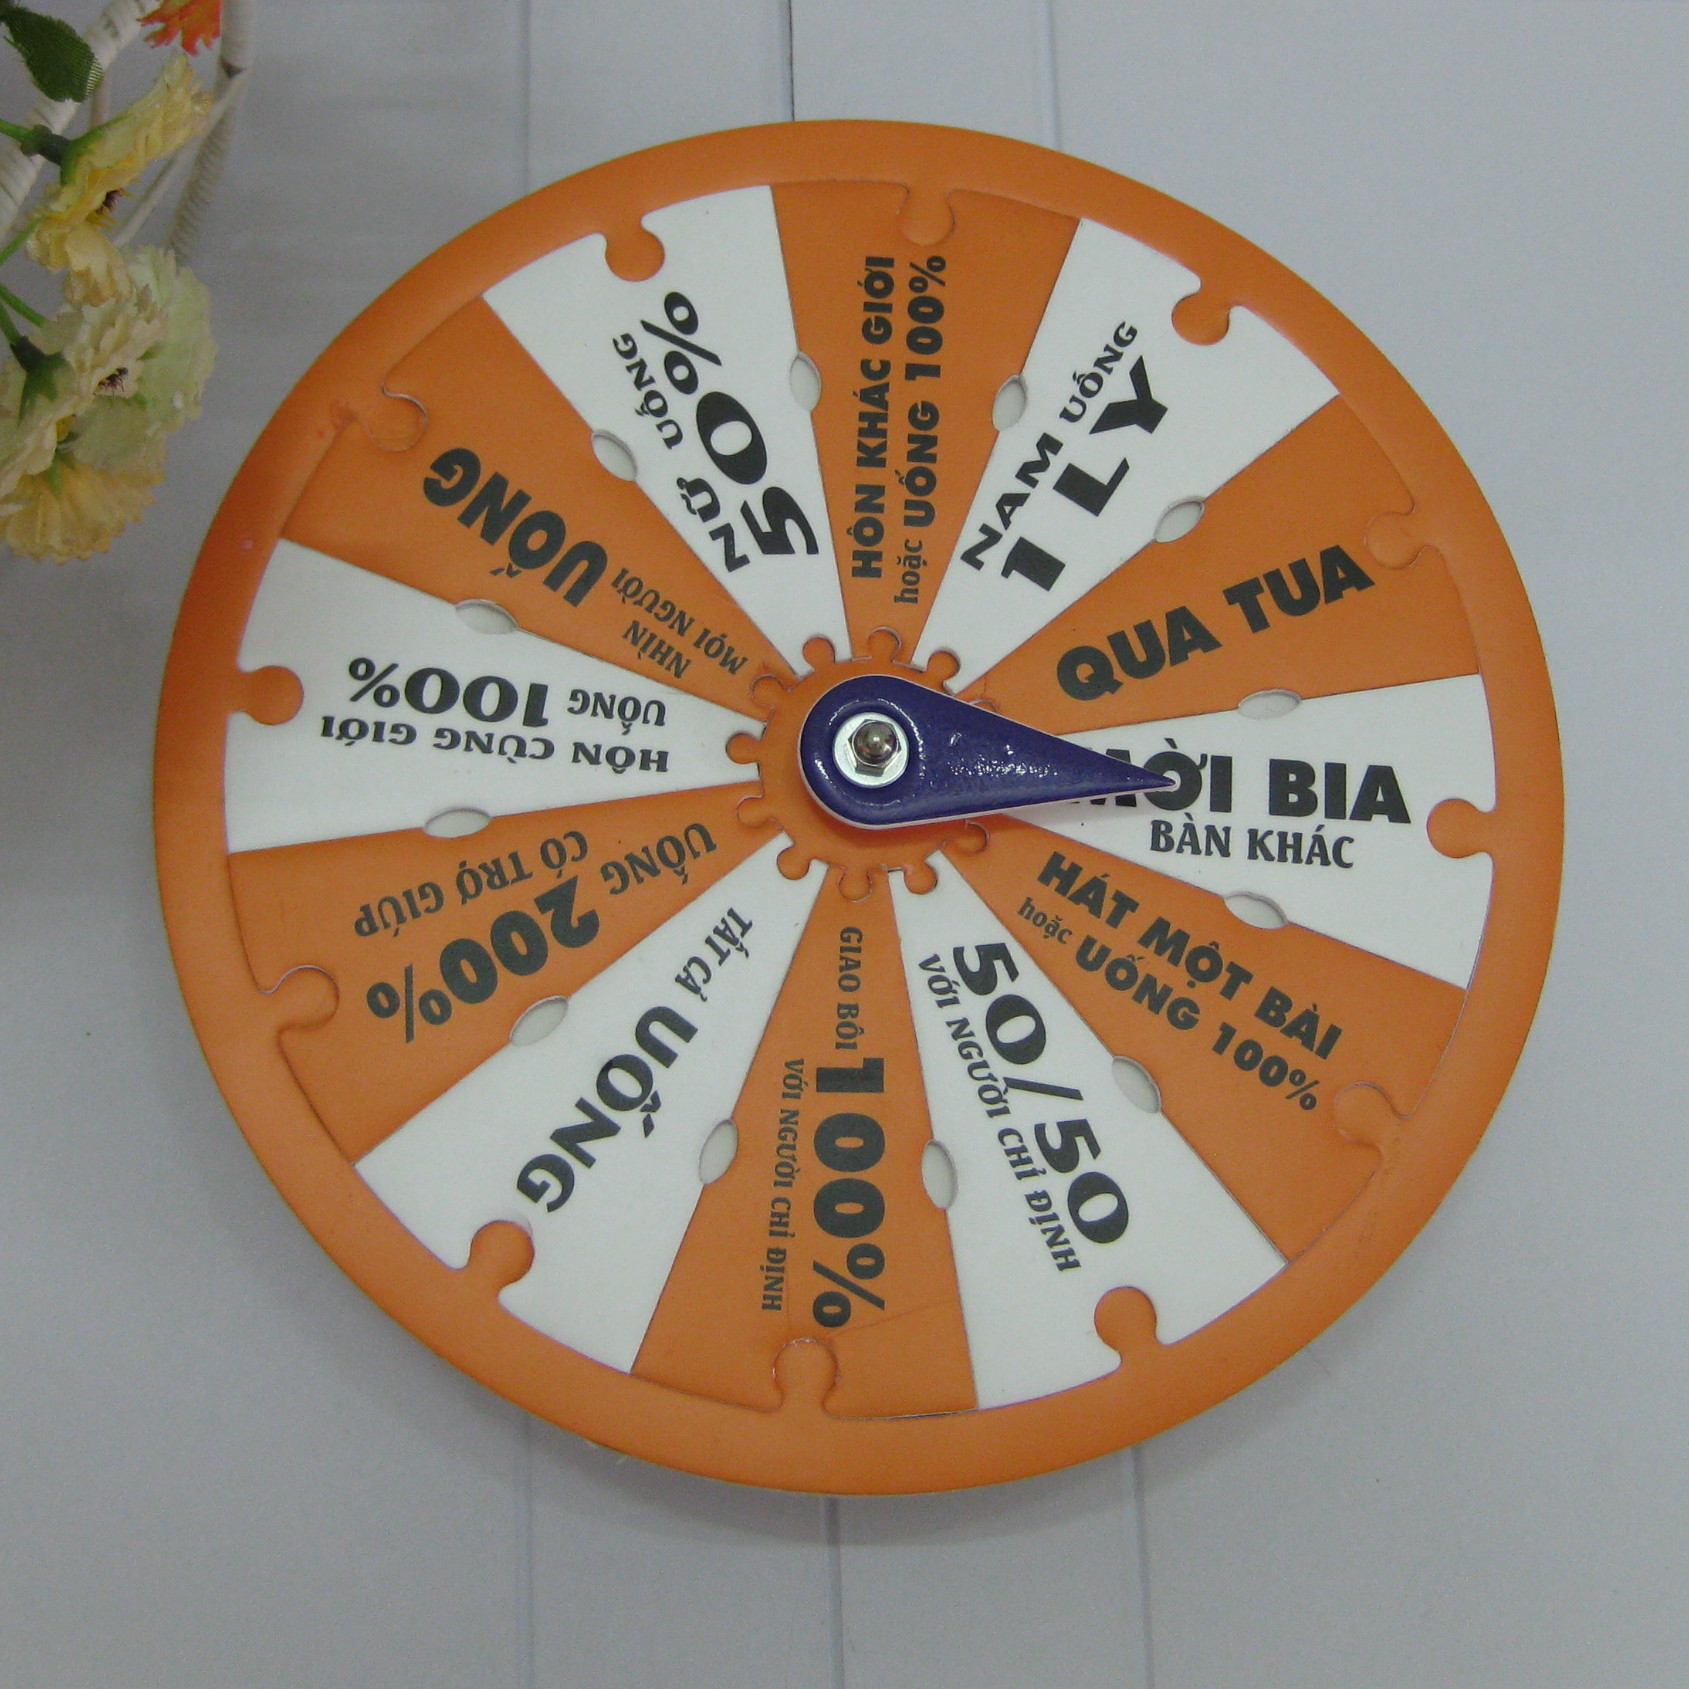 HÔN KHÁC GIỚI
hoặc UỐNG 100%
NAM UỐNG
1 LY
QUA TUA
MỜI BIA
BÀN KHÁC
HÁT MỘT BÀI
hoặc UỐNG 100%
50/50
VỚI NGƯỜI CHỈ ĐỊNH
GIAO BÔI 100%
VỚI NGƯỜI CHỈ ĐỊNH
TẤT CẢ UỐNG
UỐNG 200%
CÓ TRỢ GIÚP
HÔN CÙNG GIỚI
UỐNG 100%
NHÌN
MỌI NGƯỜI UỐNG
NỮ UỐNG
50%